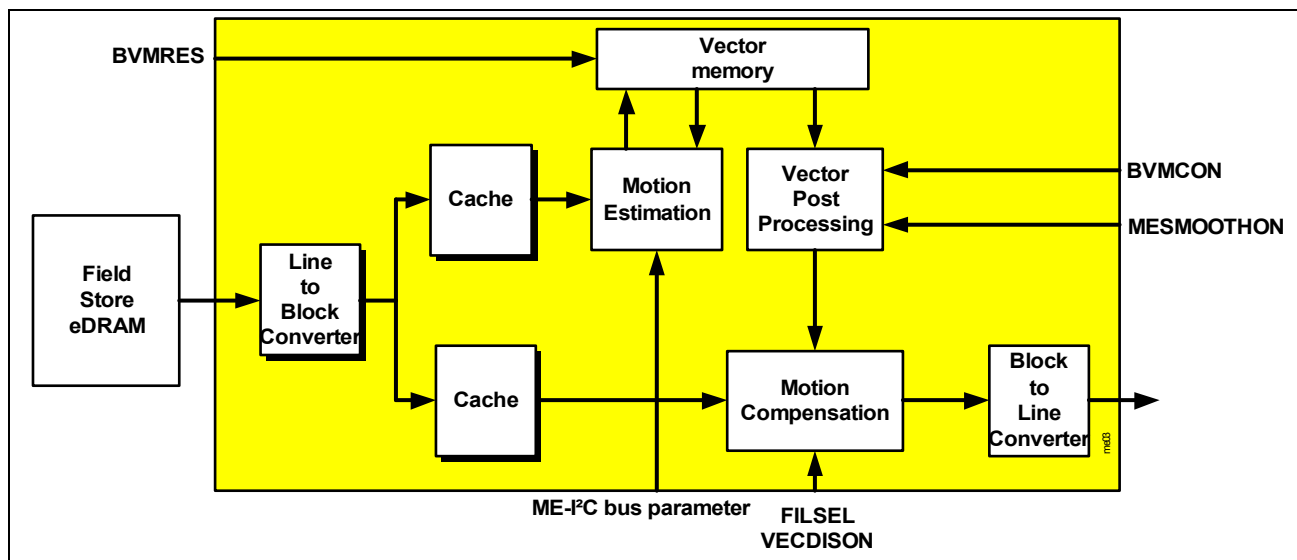 BVMRES
Vector
memory
Cache
Motion
Estimation
Vector
Post
Processing
BVMCON
MESMOOTHON
Field
Store
eDRAM
Line
to
Block
Converter
Cache
Motion
Compensation
Block
to
Line
Converter
me03
ME-I²C bus parameter
FILSEL
VECDISON